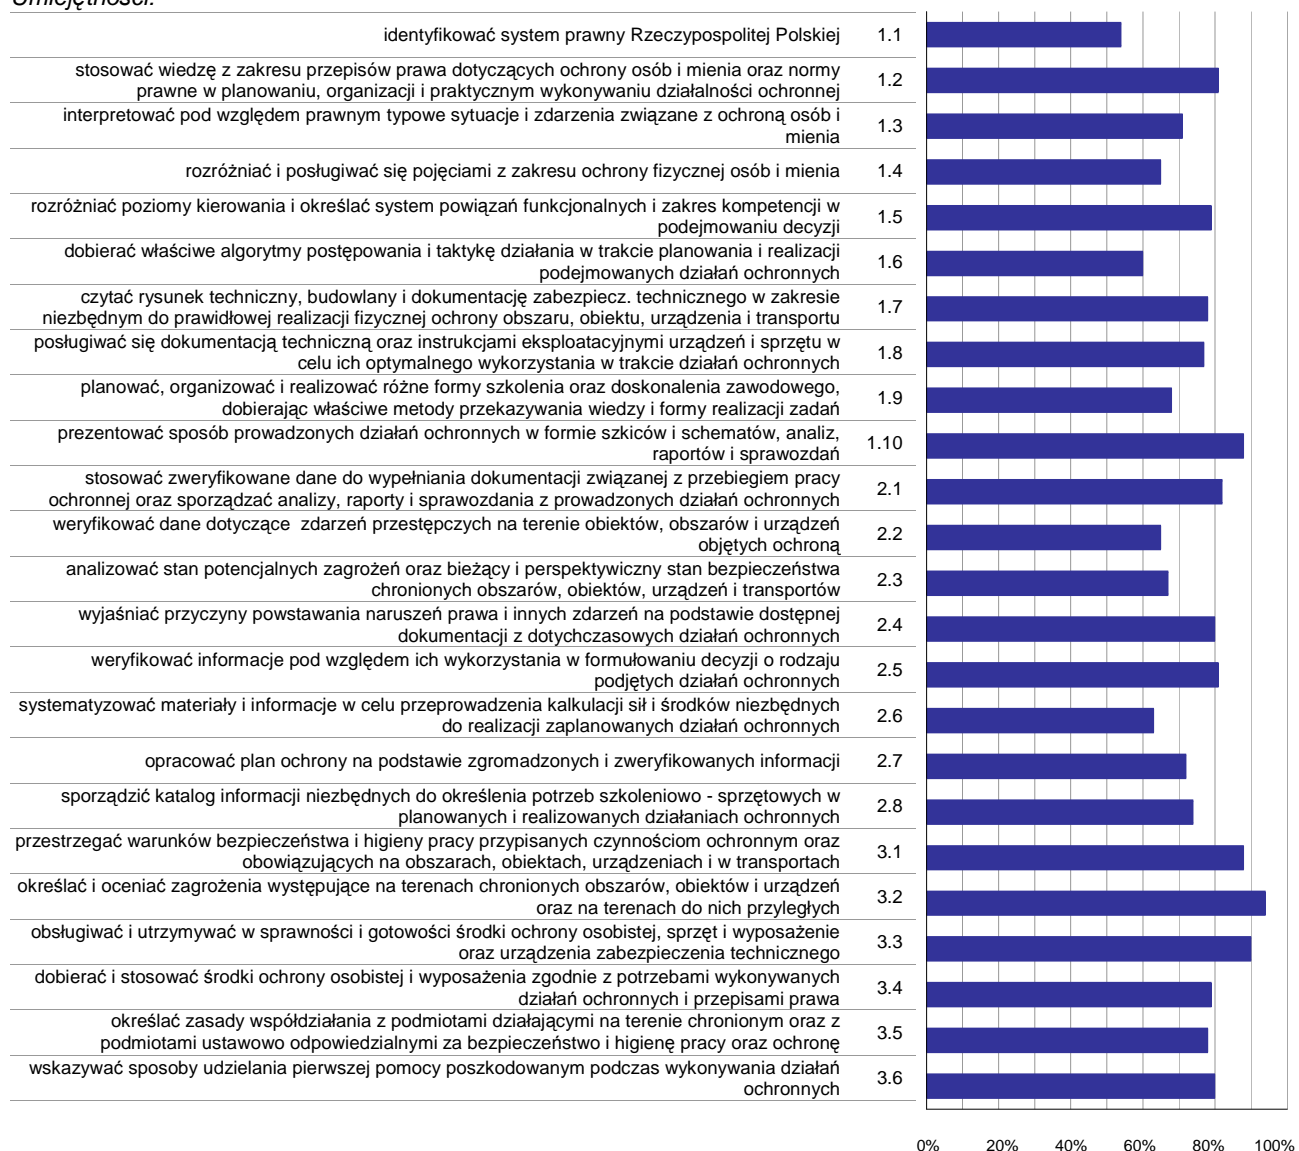 Umiejętności:
identyfikować system prawny Rzeczypospolitej Polskiej 1.1
stosować wiedzę z zakresu przepisów prawa dotyczących ochrony osób i mienia oraz normy
prawne w planowaniu, organizacji i praktycznym wykonywaniu działalności ochronnej 1.2
interpretować pod względem prawnym typowe sytuacje i zdarzenia związane z ochroną osób i
mienia 1.3
rozróżniać i posługiwać się pojęciami z zakresu ochrony fizycznej osób i mienia 1.4
rozróżniać poziomy kierowania i określać system powiązań funkcjonalnych i zakres kompetencji w
podejmowaniu decyzji 1.5
dobierać właściwe algorytmy postępowania i taktykę działania w trakcie planowania i realizacji
podejmowanych działań ochronnych 1.6
czytać rysunek techniczny, budowlany i dokumentację zabezpiecz. technicznego w zakresie
niezbędnym do prawidłowej realizacji fizycznej ochrony obszaru, obiektu, urządzenia i transportu 1.7
posługiwać się dokumentacją techniczną oraz instrukcjami eksploatacyjnymi urządzeń i sprzętu w
celu ich optymalnego wykorzystania w trakcie działań ochronnych 1.8
planować, organizować i realizować różne formy szkolenia oraz doskonalenia zawodowego,
dobierając właściwe metody przekazywania wiedzy i formy realizacji zadań 1.9
prezentować sposób prowadzonych działań ochronnych w formie szkiców i schematów, analiz,
raportów i sprawozdań 1.10
stosować zweryfikowane dane do wypełniania dokumentacji związanej z przebiegiem pracy
ochronnej oraz sporządzać analizy, raporty i sprawozdania z prowadzonych działań ochronnych 2.1
weryfikować dane dotyczące zdarzeń przestępczych na terenie obiektów, obszarów i urządzeń
objętych ochroną 2.2
analizować stan potencjalnych zagrożeń oraz bieżący i perspektywiczny stan bezpieczeństwa
chronionych obszarów, obiektów, urządzeń i transportów 2.3
wyjaśniać przyczyny powstawania naruszeń prawa i innych zdarzeń na podstawie dostępnej
dokumentacji z dotychczasowych działań ochronnych 2.4
weryfikować informacje pod względem ich wykorzystania w formułowaniu decyzji o rodzaju
podjętych działań ochronnych 2.5
systematyzować materiały i informacje w celu przeprowadzenia kalkulacji sił i środków niezbędnych
do realizacji zaplanowanych działań ochronnych 2.6
opracować plan ochrony na podstawie zgromadzonych i zweryfikowanych informacji 2.7
sporządzić katalog informacji niezbędnych do określenia potrzeb szkoleniowo - sprzętowych w
planowanych i realizowanych działaniach ochronnych 2.8
przestrzegać warunków bezpieczeństwa i higieny pracy przypisanych czynnościom ochronnym oraz
obowiązujących na obszarach, obiektach, urządzeniach i w transportach 3.1
określać i oceniać zagrożenia występujące na terenach chronionych obszarów, obiektów i urządzeń
oraz na terenach do nich przyległych 3.2
obsługiwać i utrzymywać w sprawności i gotowości środki ochrony osobistej, sprzęt i wyposażenie
oraz urządzenia zabezpieczenia technicznego 3.3
dobierać i stosować środki ochrony osobistej i wyposażenia zgodnie z potrzebami wykonywanych
działań ochronnych i przepisami prawa 3.4
określać zasady współdziałania z podmiotami działającymi na terenie chronionym oraz z
podmiotami ustawowo odpowiedzialnymi za bezpieczeństwo i higienę pracy oraz ochronę 3.5
wskazywać sposoby udzielania pierwszej pomocy poszkodowanym podczas wykonywania działań
ochronnych 3.6
0% 20% 40% 60% 80% 100%